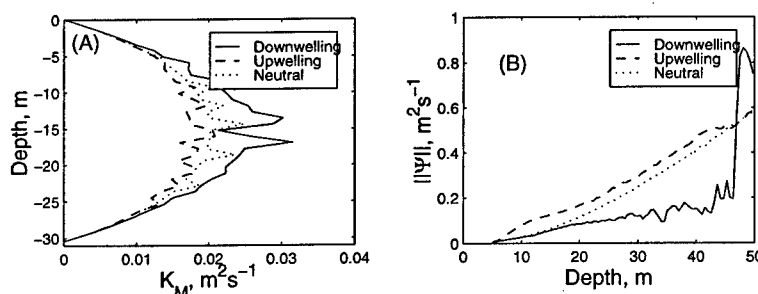 (A)
Downwelling
Upwelling
Neutral
0
−5
−10
−15
−20
−25
−30
Depth, m
0
0.01
0.02
0.03
0.04
K_M, m²s⁻¹
(B)
Downwelling
Upwelling
Neutral
1
0.8
0.6
0.4
0.2
0
||Ψ||, m²s⁻¹
0
10
20
30
40
50
Depth, m